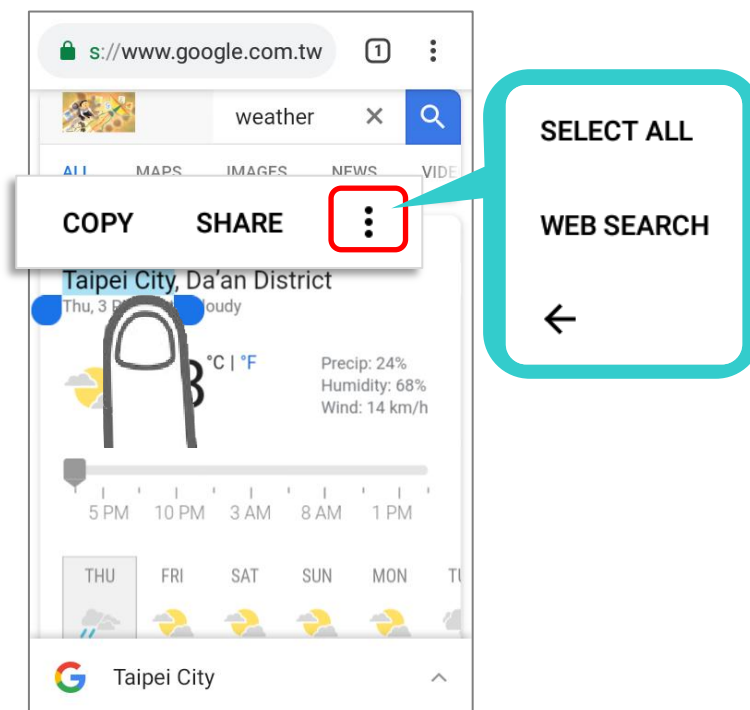 s://www.google.com.tw 1
weather
ALL MAPS IMAGES NEWS VIDE
COPY SHARE
SELECT ALL
WEB SEARCH
Taipei City, Da'an District
Thu, 3 oudy
°C | °F
Precip: 24%
Humidity: 68%
Wind: 14 km/h
5 PM 10 PM 3 AM 8 AM 1 PM
THU FRI SAT SUN MON
G Taipei City